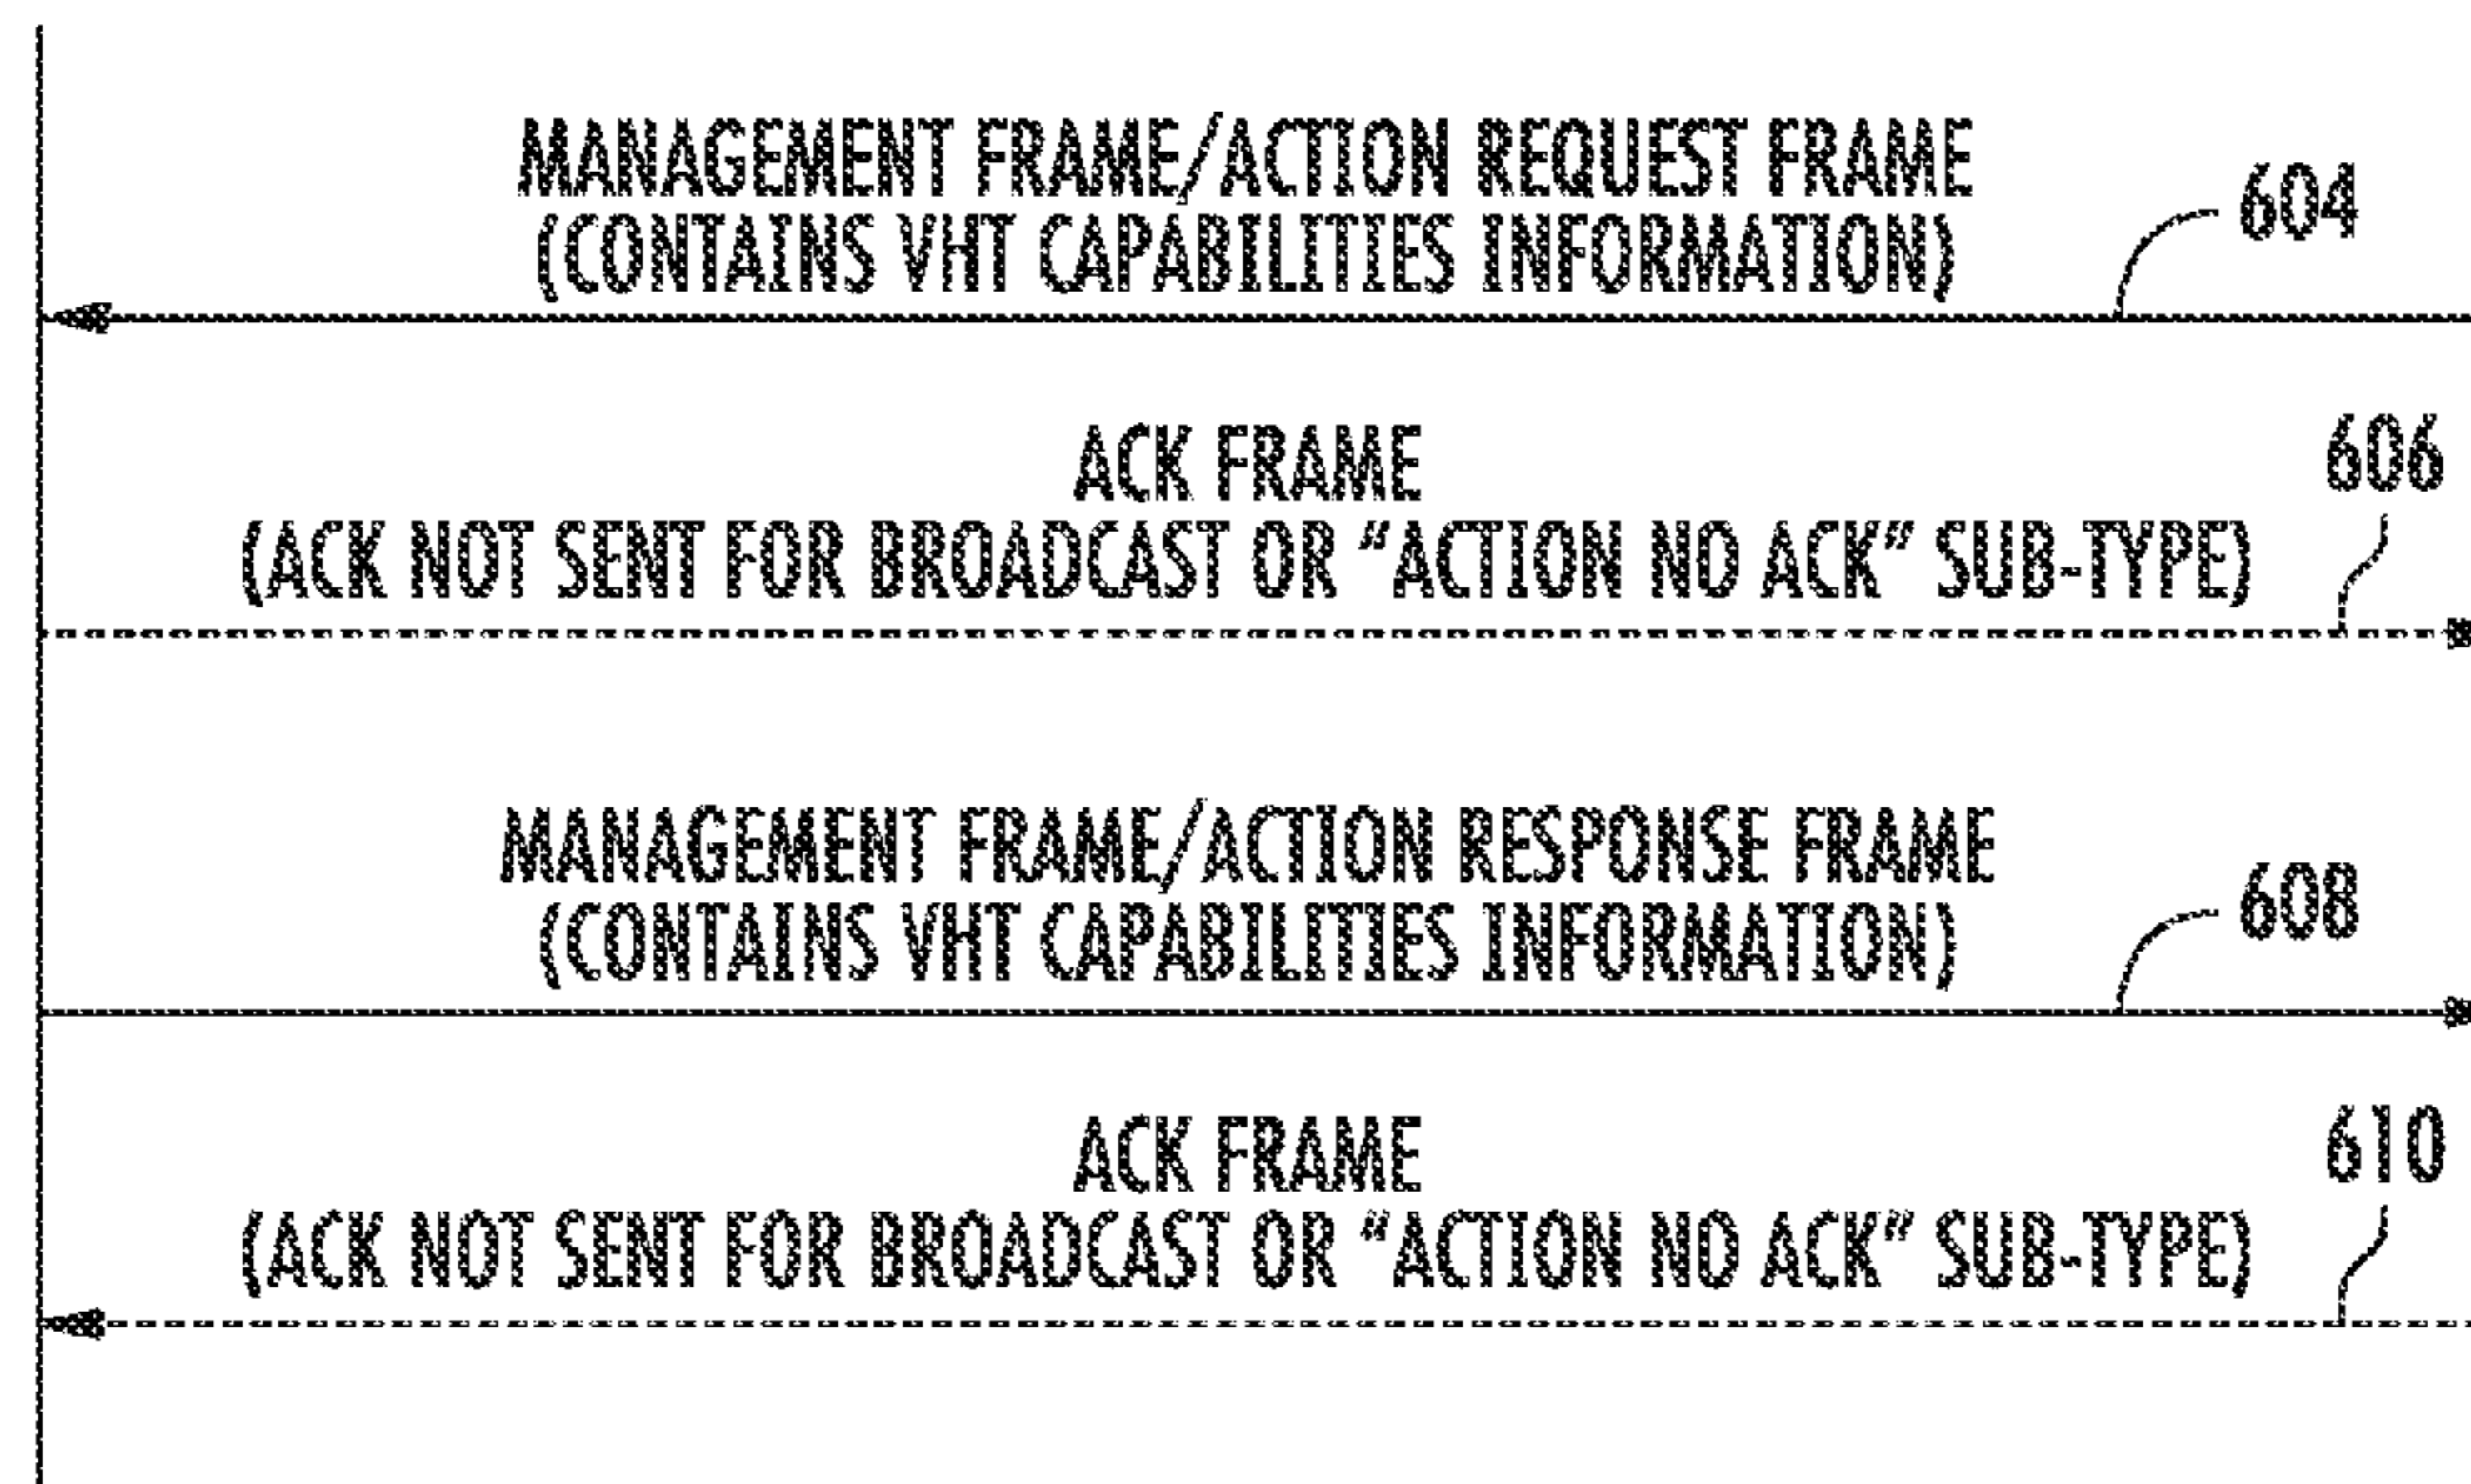 MANAGEMENT FRAME/ACTION REQUEST FRAME
(CONTAINS VHT CAPABILITIES INFORMATION)
604
ACK FRAME
606
(ACK NOT SENT FOR BROADCAST OR "ACTION NO ACK" SUB-TYPE)
MANAGEMENT FRAME/ACTION RESPONSE FRAME
(CONTAINS VHT CAPABILITIES INFORMATION)
608
ACK FRAME
610
(ACK NOT SENT FOR BROADCAST OR "ACTION NO ACK" SUB-TYPE)